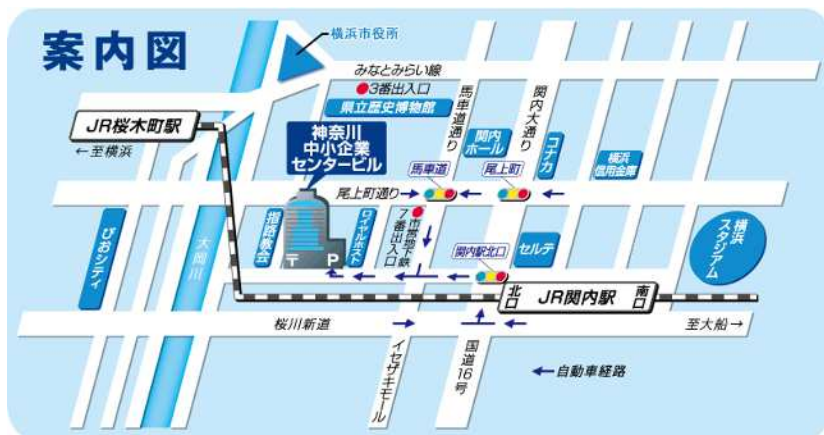 案内図
横浜市役所
みなとみらい線
3番出入口
県立歴史博物館
馬車道通り
関内大通り
JR桜木町駅
←至横浜
神奈川
中小企業
センタービル
関内
ホール
コナカ
横浜
信用金庫
馬車道
尾上町
尾上町通り
ぴおシティ
大岡川
指路教会
〒
P
ロイヤルホスト
市営地下鉄
7番出入口
関内駅北口
セルテ
横浜
スタジアム
北口
JR関内駅
南口
桜川新道
至大船→
イセザキモール
国道16号
←自動車経路